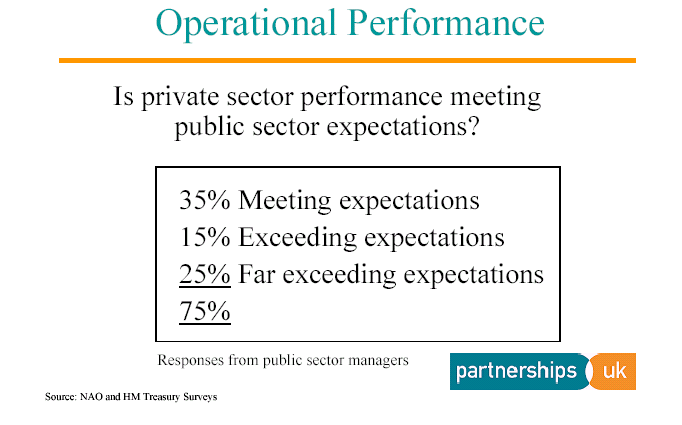 Operational Performance
Is private sector performance meeting
public sector expectations?
35% Meeting expectations
15% Exceeding expectations
25% Far exceeding expectations
75%
Responses from public sector managers
partnerships uk
Source: NAO and HM Treasury Surveys